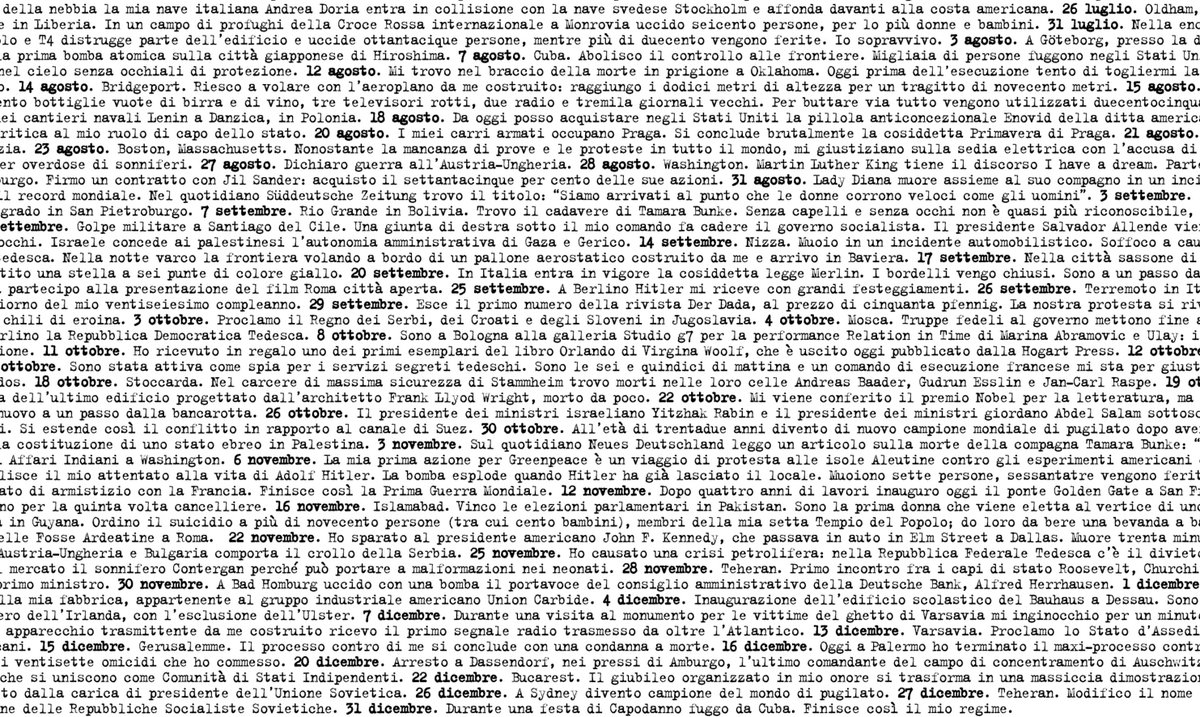 della nebbia la mia nave italiana Andrea Doria entra in collisione con la nave svedese Stockholm e affonda davanti alla costa americana. 26 luglio. Oldham,
e in Liberia. In un campo di profughi della Croce Rossa internazionale a Monrovia uccido seicento persone, per lo più donne e bambini. 31 luglio. Nella en
lo e T4 distrugge parte dell'edificio e uccide ottantacique persone, mentre più di duecento vengono ferite. Io sopravvivo. 3 agosto. A Göteborg, presso la d
a prima bomba atomica sulla città giapponese di Hiroshima. 7 agosto. Cuba. Abolisco il controllo alle frontiere. Migliaia di persone fuggono negli Stati Un
nel cielo senza occhiali di protezione. 12 agosto. Mi trovo nel braccio della morte in prigione a Oklahoma. Oggi prima dell'esecuzione tento di togliermi la
o. 14 agosto. Bridgeport. Riesco a volare con l'aeroplano da me costruito: raggiungo i dodici metri di altezza per un tragitto di novecento metri. 15 agosto.
ento bottiglie vuote di birra e di vino, tre televisori rotti, due radio e tremila giornali vecchi. Per buttare via tutto vengono utilizzati duecentocinqu
ei cantieri navali Lenin a Danzica, in Polonia. 18 agosto. Da oggi posso acquistare negli Stati Uniti la pillola anticoncezionale Enovid della ditta americ
ritica al mio ruolo di capo dello stato. 20 agosto. I miei carri armati occupano Praga. Si conclude brutalmente la cosiddetta Primavera di Praga. 21 agosto.
zia. 23 agosto. Boston, Massachusetts. Nonostante la mancanza di prove e le proteste in tutto il mondo, mi giustiziano sulla sedia elettrica con l'accusa di
er overdose di sonniferi. 27 agosto. Dichiaro guerra all'Austria-Ungheria. 28 agosto. Washington. Martin Luther King tiene il discorso I have a dream. Part
burgo. Firmo un contratto con Jil Sander: acquisto il settantacinque per cento delle sue azioni. 31 agosto. Lady Diana muore assieme al suo compagno in un inci
l record mondiale. Nel quotidiano Süddeutsche Zeitung trovo il titolo: "Siamo arrivati al punto che le donne corrono veloci come gli uomini". 3 settembre.
grado in San Pietroburgo. 7 settembre. Rio Grande in Bolivia. Trovo il cadavere di Tamara Bunke. Senza capelli e senza occhi non è quasi più riconoscibile,
ettembre. Golpe militare a Santiago del Cile. Una giunta di destra sotto il mio comando fa cadere il governo socialista. Il presidente Salvador Allende vie
occhi. Israele concede ai palestinesi l'autonomia amministrativa di Gaza e Gerico. 14 settembre. Nizza. Muoio in un incidente automobilistico. Soffoco a ca
edesca. Nella notte varco la frontiera volando a bordo di un pallone aerostatico costruito da me e arrivo in Baviera. 17 settembre. Nella città sassone di
tito una stella a sei punte di colore giallo. 20 settembre. In Italia entra in vigore la cosiddetta legge Merlin. I bordelli vengo chiusi. Sono a un passo da
partecipo alla presentazione del film Roma città aperta. 25 settembre. A Berlino Hitler mi riceve con grandi festeggiamenti. 26 settembre. Terremoto in It
iorno del mio ventiseiesimo compleanno. 29 settembre. Esce il primo numero della rivista Der Dada, al prezzo di cinquanta pfennig. La nostra protesta si ri
chili di eroina. 3 ottobre. Proclamo il Regno dei Serbi, dei Croati e degli Sloveni in Jugoslavia. 4 ottobre. Mosca. Truppe fedeli al governo mettono fine a
erlino la Repubblica Democratica Tedesca. 8 ottobre. Sono a Bologna alla galleria Studio g7 per la performance Relation in Time di Marina Abramovic e Ulay: i
ione. 11 ottobre. Ho ricevuto in regalo uno dei primi esemplari del libro Orlando di Virgina Woolf, che è uscito oggi pubblicato dalla Hogart Press. 12 ottobr
ottobre. Sono stata attiva come spia per i servizi segreti tedeschi. Sono le sei e quindici di mattina e un comando di esecuzione francese mi sta per giust
dos. 18 ottobre. Stoccarda. Nel carcere di massima sicurezza di Stammheim trovo morti nelle loro celle Andreas Baader, Gudrun Esslin e Jan-Carl Raspe. 19 ot
a dell'ultimo edificio progettato dall'architetto Frank Llyod Wright, morto da poco. 22 ottobre. Mi viene conferito il premio Nobel per la letteratura, ma
nuovo a un passo dalla bancarotta. 26 ottobre. Il presidente dei ministri israeliano Yitzhak Rabin e il presidente dei ministri giordano Abdel Salam sottos
i. Si estende così il conflitto in rapporto al canale di Suez. 30 ottobre. All'età di trentadue anni divento di nuovo campione mondiale di pugilato dopo ave
a costituzione di uno stato ebreo in Palestina. 3 novembre. Sul quotidiano Neues Deutschland leggo un articolo sulla morte della compagna Tamara Bunke: "
Affari Indiani a Washington. 6 novembre. La mia prima azione per Greenpeace è un viaggio di protesta alle isole Aleutine contro gli esperimenti americani
lisce il mio attentato alla vita di Adolf Hitler. La bomba esplode quando Hitler ha già lasciato il locale. Muoiono sette persone, sessantatre vengono ferit
ato di armistizio con la Francia. Finisce così la Prima Guerra Mondiale. 12 novembre. Dopo quattro anni di lavori inauguro oggi il ponte Golden Gate a San F
no per la quinta volta cancelliere. 16 novembre. Islamabad. Vinco le elezioni parlamentari in Pakistan. Sono la prima donna che viene eletta al vertice di uno
a in Guyana. Ordino il suicidio a più di novecento persone (tra cui cento bambini), membri della mia setta Tempio del Popolo; do loro da bere una bevanda a b
elle Fosse Ardeatine a Roma. 22 novembre. Ho sparato al presidente americano John F. Kennedy, che passava in auto in Elm Street a Dallas. Muore trenta minu
Austria-Ungheria e Bulgaria comporta il crollo della Serbia. 25 novembre. Ho causato una crisi petrolifera: nella Repubblica Federale Tedesca c'è il diviet
l mercato il sonnifero Contergan perché può portare a malformazioni nei neonati. 28 novembre. Teheran. Primo incontro fra i capi di stato Roosevelt, Churchi
primo ministro. 30 novembre. A Bad Homburg uccido con una bomba il portavoce del consiglio amministrativo della Deutsche Bank, Alfred Herrhausen. 1 dicembre
lla mia fabbrica, appartenente al gruppo industriale americano Union Carbide. 4 dicembre. Inaugurazione dell'edificio scolastico del Bauhaus a Dessau. Sono
ero dell'Irlanda, con l'esclusione dell'Ulster. 7 dicembre. Durante una visita al monumento per le vittime del ghetto di Varsavia mi inginocchio per un minut
apparecchio trasmittente da me costruito ricevo il primo segnale radio trasmesso da oltre l'Atlantico. 13 dicembre. Varsavia. Proclamo lo Stato d'Assed
cani. 15 dicembre. Gerusalemme. Il processo contro di me si conclude con una condanna a morte. 16 dicembre. Oggi a Palermo ho terminato il maxi-processo contr
i ventisette omicidi che ho commesso. 20 dicembre. Arresto a Dassendorf, nei pressi di Amburgo, l'ultimo comandante del campo di concentramento di Auschwit
che si uniscono come Comunità di Stati Indipendenti. 22 dicembre. Bucarest. Il giubileo organizzato in mio onore si trasforma in una massiccia dimostrazion
to dalla carica di presidente dell'Unione Sovietica. 26 dicembre. A Sydney divento campione del mondo di pugilato. 27 dicembre. Teheran. Modifico il nome
ne delle Repubbliche Socialiste Sovietiche. 31 dicembre. Durante una festa di Capodanno fuggo da Cuba. Finisce così il mio regime.